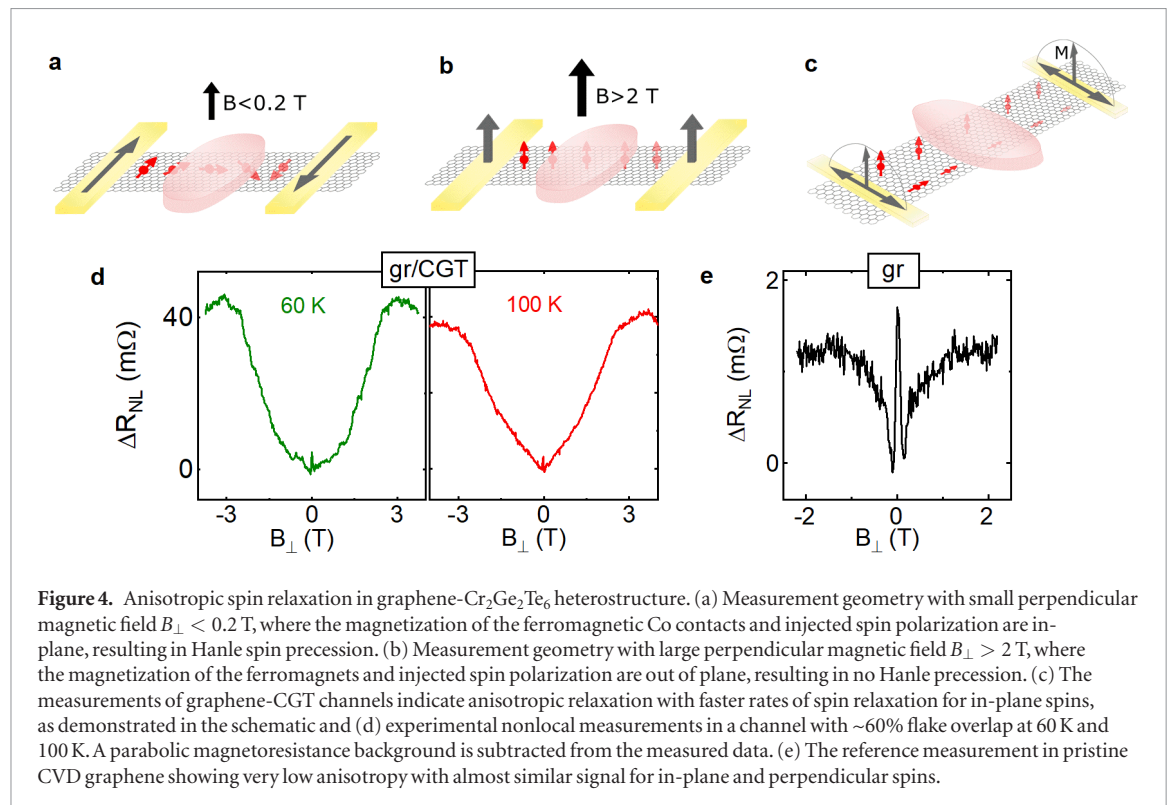 a
B<0.2 T
b
B>2 T
c
M
d
gr/CGT
60 K
100 K
40
0
ΔR_NL (mΩ)
-3
0
3
-3
0
3
B⊥ (T)
B⊥ (T)
e
gr
2
1
0
ΔR_NL (mΩ)
-2
0
2
B⊥ (T)
Figure 4. Anisotropic spin relaxation in graphene-Cr₂Ge₂Te₆ heterostructure. (a) Measurement geometry with small perpendicular
magnetic field B⊥ < 0.2 T, where the magnetization of the ferromagnetic Co contacts and injected spin polarization are in-
plane, resulting in Hanle spin precession. (b) Measurement geometry with large perpendicular magnetic field B⊥ > 2 T, where
the magnetization of the ferromagnets and injected spin polarization are out of plane, resulting in no Hanle precession. (c) The
measurements of graphene-CGT channels indicate anisotropic relaxation with faster rates of spin relaxation for in-plane spins,
as demonstrated in the schematic and (d) experimental nonlocal measurements in a channel with ~60% flake overlap at 60 K and
100 K. A parabolic magnetoresistance background is subtracted from the measured data. (e) The reference measurement in pristine
CVD graphene showing very low anisotropy with almost similar signal for in-plane and perpendicular spins.